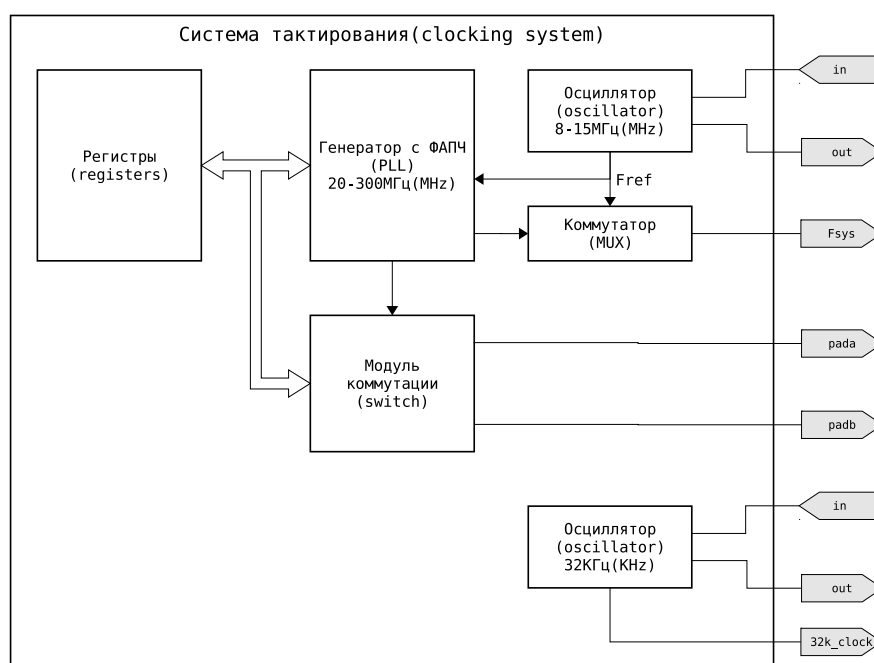 Система тактирования(clocking system)
Регистры
(registers)
Генератор с ФАПЧ
(PLL)
20-300МГц(MHz)
Осциллятор
(oscillator)
8-15МГц(MHz)
in
out
Fref
Коммутатор
(MUX)
Fsys
Модуль
коммутации
(switch)
pada
padb
Осциллятор
(oscillator)
32КГц(KHz)
in
out
32k_clock